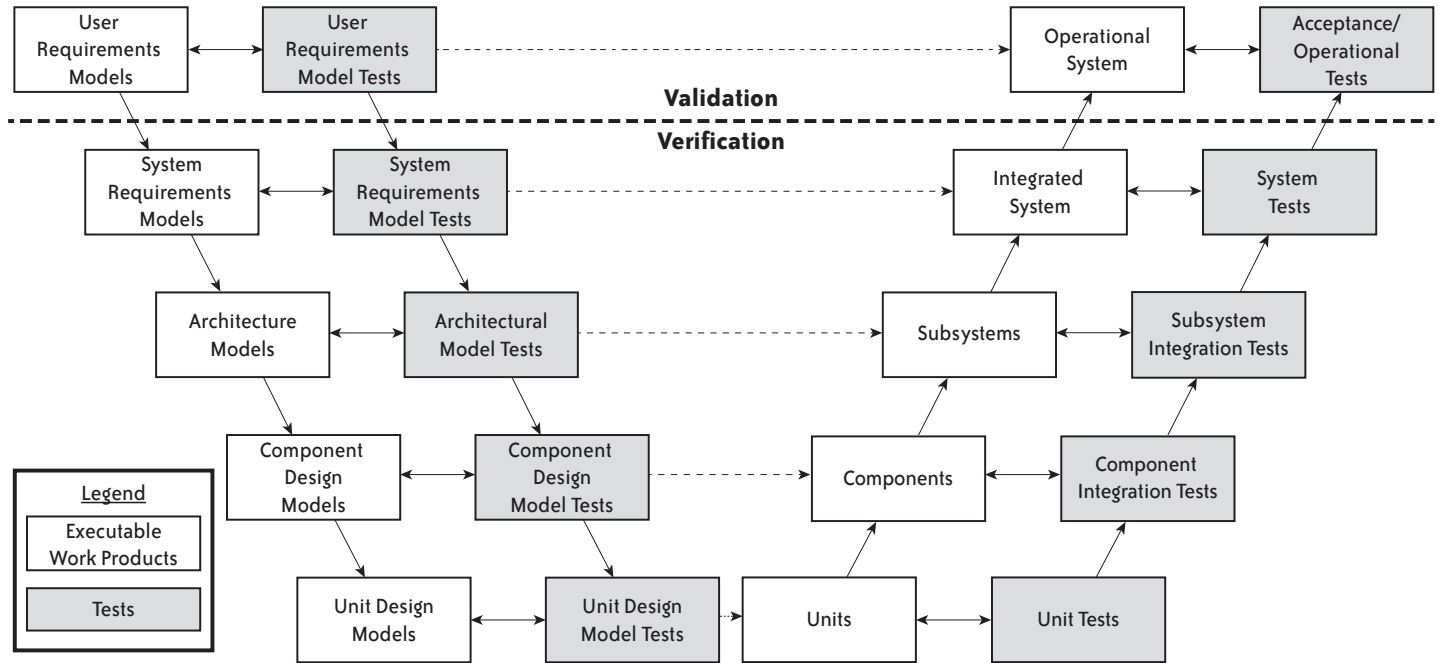 User
Requirements
Models
User
Requirements
Model Tests
Operational
System
Acceptance/
Operational
Tests
Validation
Verification
System
Requirements
Models
System
Requirements
Model Tests
Integrated
System
System
Tests
Architecture
Models
Architectural
Model Tests
Subsystems
Subsystem
Integration Tests
Component
Design
Models
Component
Design
Model Tests
Components
Component
Integration Tests
Legend
Executable
Work Products
Tests
Unit Design
Models
Unit Design
Model Tests
Units
Unit Tests